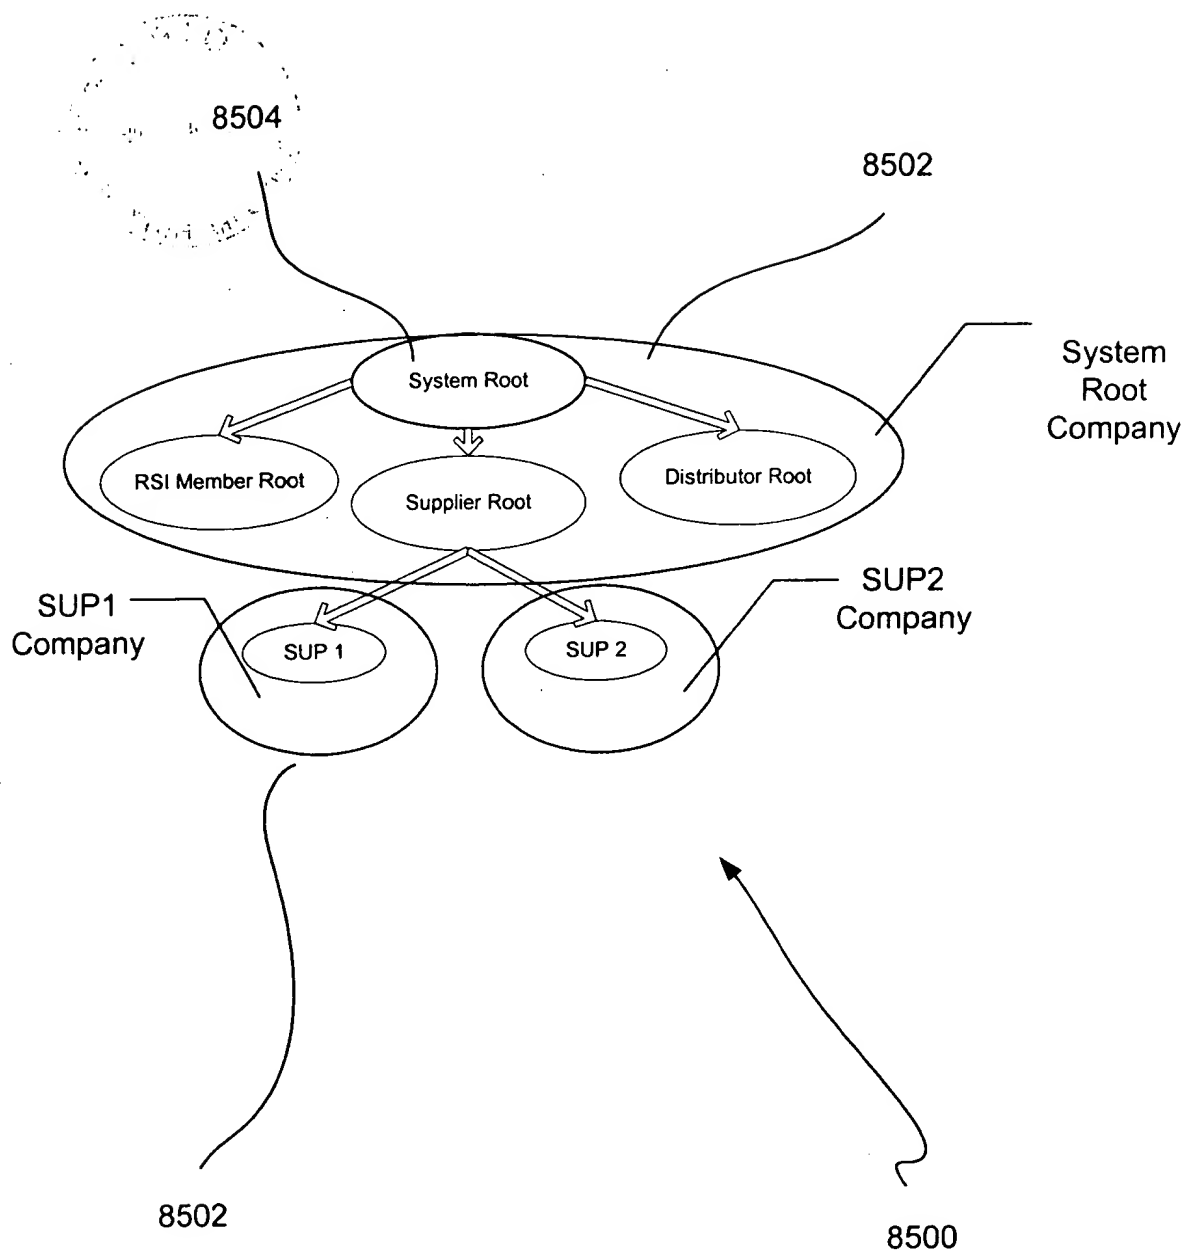 8504
8502
System Root
System
Root
Company
RSI Member Root
Supplier Root
Distributor Root
SUP1
Company
SUP2
Company
SUP 1
SUP 2
8502
8500